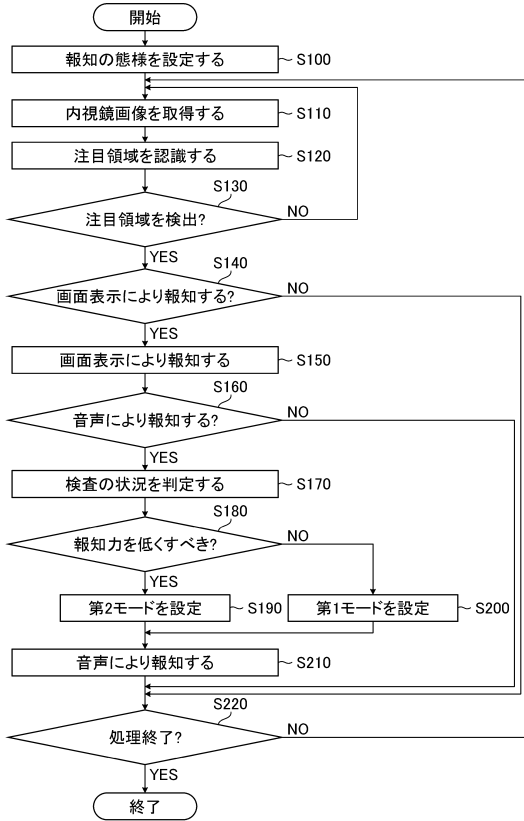 開始
報知の態様を設定する
S100
内視鏡画像を取得する
S110
注目領域を認識する
S120
S130
注目領域を検出?
NO
YES
S140
画面表示により報知する?
NO
YES
画面表示により報知する
S150
S160
音声により報知する?
NO
YES
検査の状況を判定する
S170
S180
報知力を低くすべき?
NO
YES
第2モードを設定
S190
第1モードを設定
S200
音声により報知する
S210
S220
処理終了?
NO
YES
終了